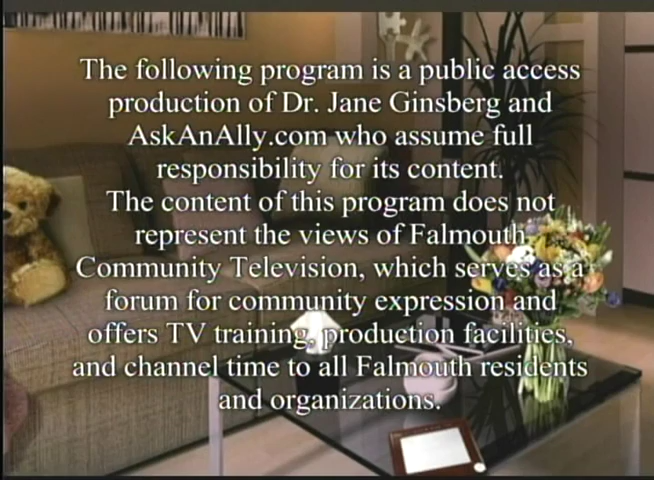 The following program is a public access
production of Dr. Jane Ginsberg and
AskAnAlly.com who assume full
responsibility for its content.
The content of this program does not
represent the views of Falmouth
Community Television, which serves as a
forum for community expression and
offers TV training, production facilities,
and channel time to all Falmouth residents
and organizations.